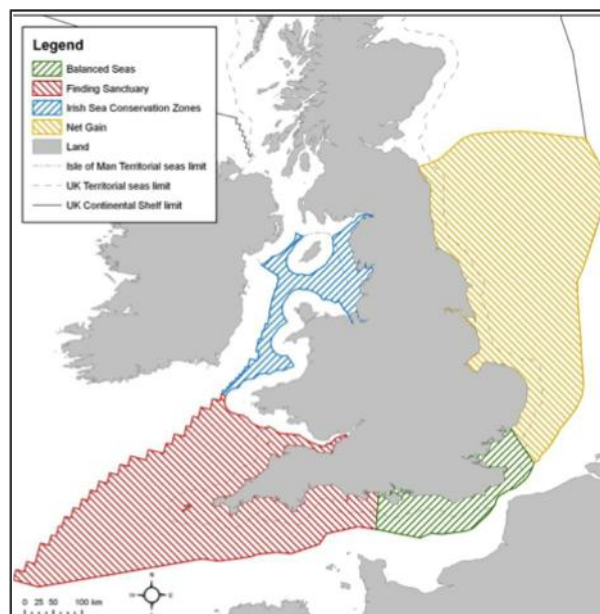 Legend
Balanced Seas
Finding Sanctuary
Irish Sea Conservation Zones
Net Gain
Land
Isle of Man Territorial seas limit
UK Territorial seas limit
UK Continental Shelf limit
0 25 50 100 km